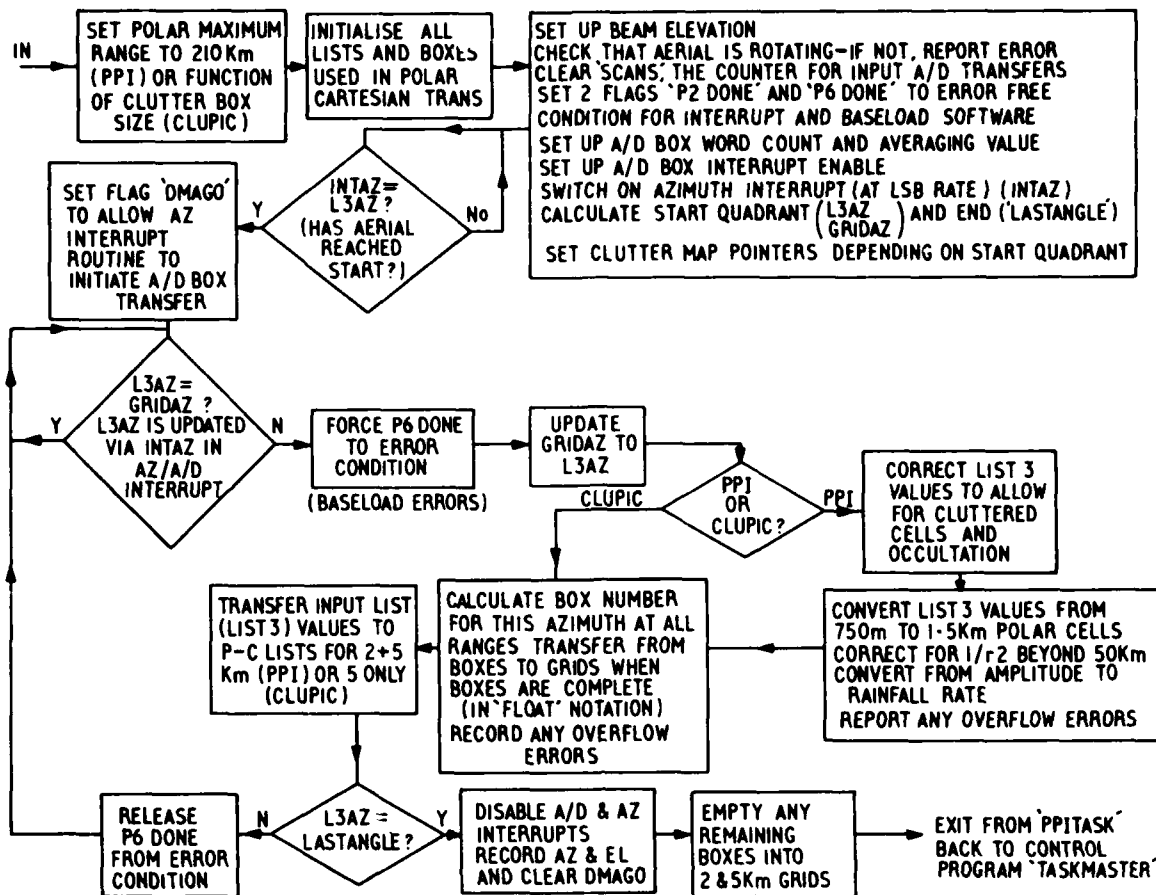 IN
SET POLAR MAXIMUM
RANGE TO 210Km
(PPI) OR FUNCTION
OF CLUTTER BOX
SIZE (CLUPIC)
INITIALISE ALL
LISTS AND BOXES
USED IN POLAR
CARTESIAN TRANS
SET UP BEAM ELEVATION
CHECK THAT AERIAL IS ROTATING-IF NOT, REPORT ERROR
CLEAR 'SCANS', THE COUNTER FOR INPUT A/D TRANSFERS
SET 2 FLAGS 'P2 DONE' AND 'P6 DONE' TO ERROR FREE
CONDITION FOR INTERRUPT AND BASELOAD SOFTWARE
SET UP A/D BOX WORD COUNT AND AVERAGING VALUE
SET UP A/D BOX INTERRUPT ENABLE
SWITCH ON AZIMUTH INTERRUPT (AT LSB RATE) (INTAZ)
CALCULATE START QUADRANT (L3AZ GRIDAZ) AND END ('LASTANGLE')
SET CLUTTER MAP POINTERS DEPENDING ON START QUADRANT
INTAZ=
L3AZ?
(HAS AERIAL
REACHED
START?)
Y
No
SET FLAG 'DMAGO'
TO ALLOW AZ
INTERRUPT
ROUTINE TO
INITIATE A/D BOX
TRANSFER
L3AZ=
GRIDAZ ?
L3AZ IS UPDATED
VIA INTAZ IN
AZ/A/D
INTERRUPT
Y
N
FORCE P6 DONE
TO ERROR
CONDITION
(BASELOAD ERRORS)
UPDATE
GRIDAZ TO
L3AZ
PPI
OR
CLUPIC?
CLUPIC
PPI
CORRECT LIST 3
VALUES TO ALLOW
FOR CLUTTERED
CELLS AND
OCCULTATION
CONVERT LIST 3 VALUES FROM
750m TO 1·5Km POLAR CELLS
CORRECT FOR 1/r2 BEYOND 50Km
CONVERT FROM AMPLITUDE TO
RAINFALL RATE
REPORT ANY OVERFLOW ERRORS
CALCULATE BOX NUMBER
FOR THIS AZIMUTH AT ALL
RANGES TRANSFER FROM
BOXES TO GRIDS WHEN
BOXES ARE COMPLETE
(IN 'FLOAT' NOTATION)
RECORD ANY OVERFLOW
ERRORS
TRANSFER INPUT LIST
(LIST 3) VALUES TO
P-C LISTS FOR 2+5
Km (PPI) OR 5 ONLY
(CLUPIC)
L3AZ=
LASTANGLE?
N
Y
RELEASE
P6 DONE
FROM ERROR
CONDITION
DISABLE A/D & AZ
INTERRUPTS
RECORD AZ & EL
AND CLEAR DMAGO
EMPTY ANY
REMAINING
BOXES INTO
2 & 5Km GRIDS
EXIT FROM 'PPITASK'
BACK TO CONTROL
PROGRAM 'TASKMASTER'